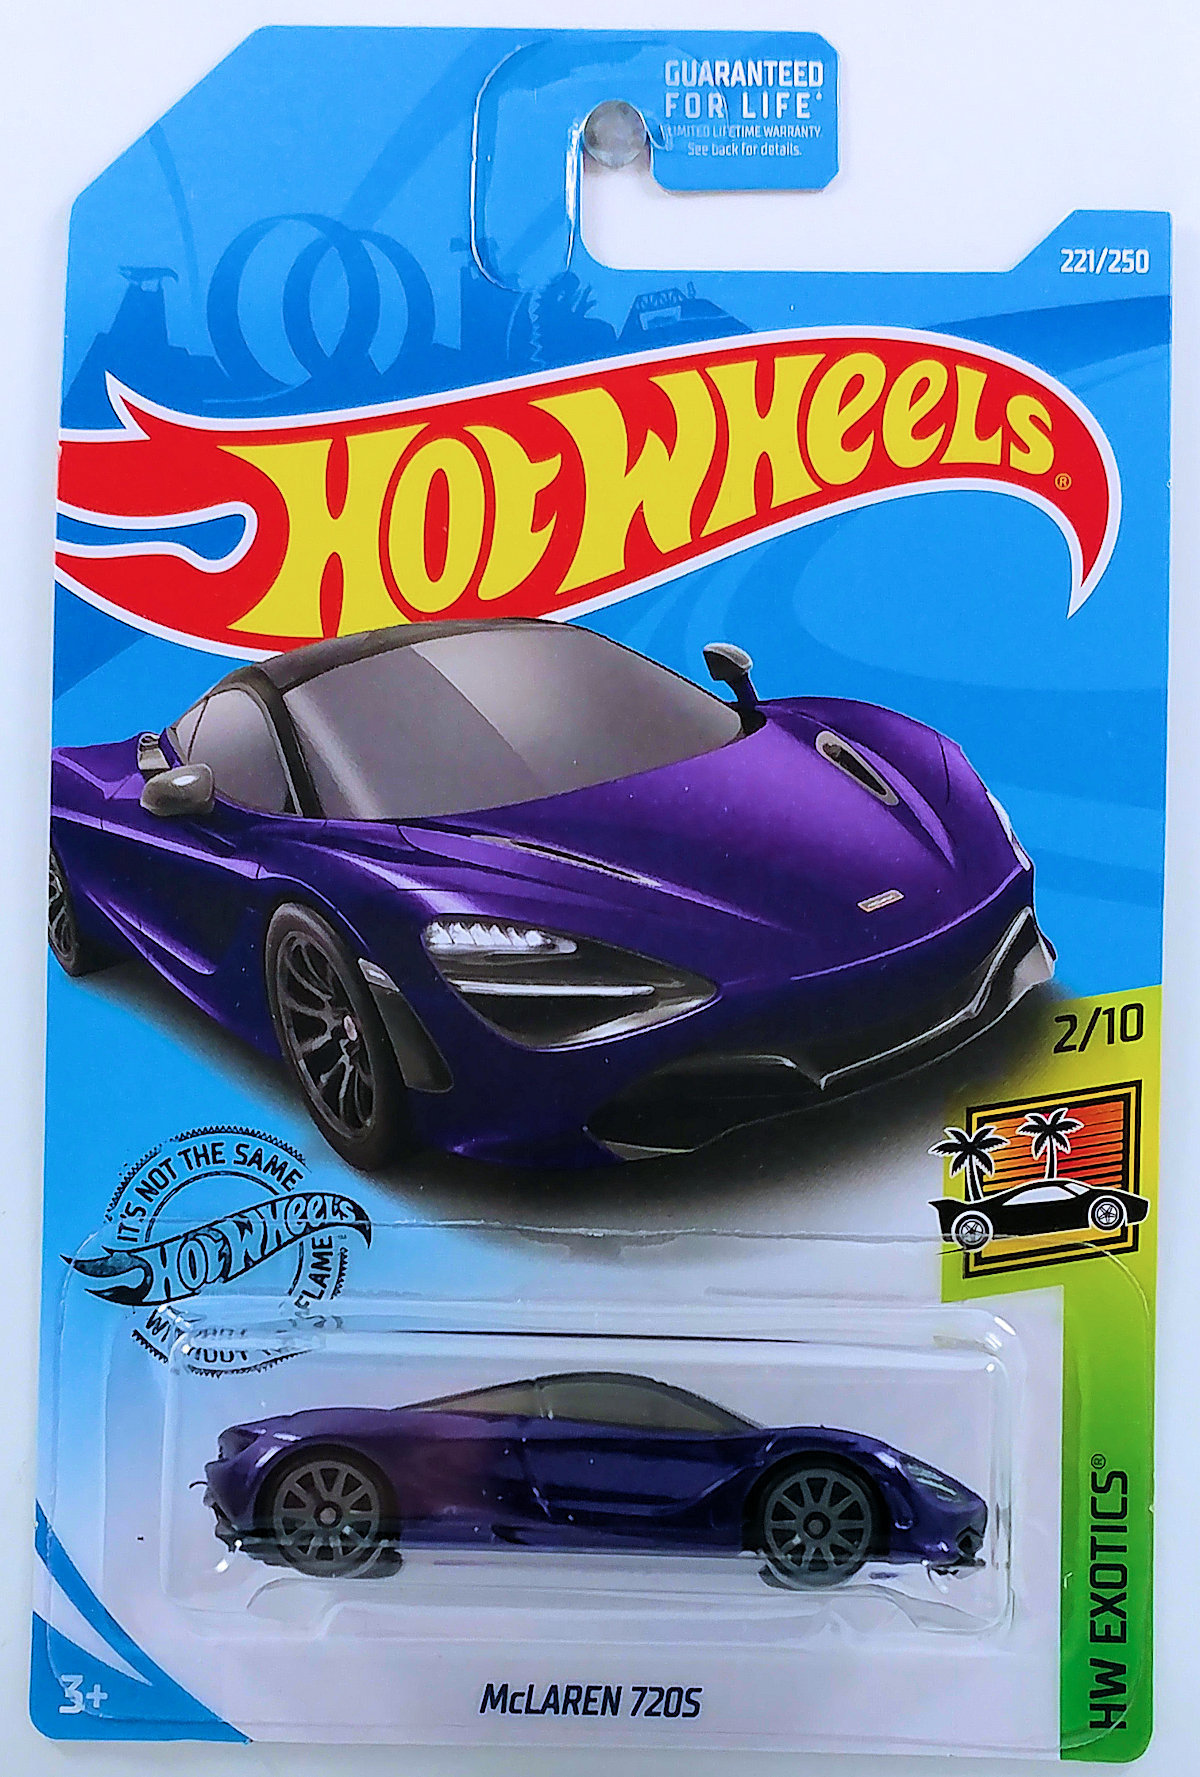 GUARANTEED
FOR LIFE
LIMITED LIFETIME WARRANTY
See back for details.
221/250
HOT WHEELS®
2/10
IT'S NOT THE SAME
HOT WHEELS
FLAME
HW EXOTICS®
3+
McLAREN 720S